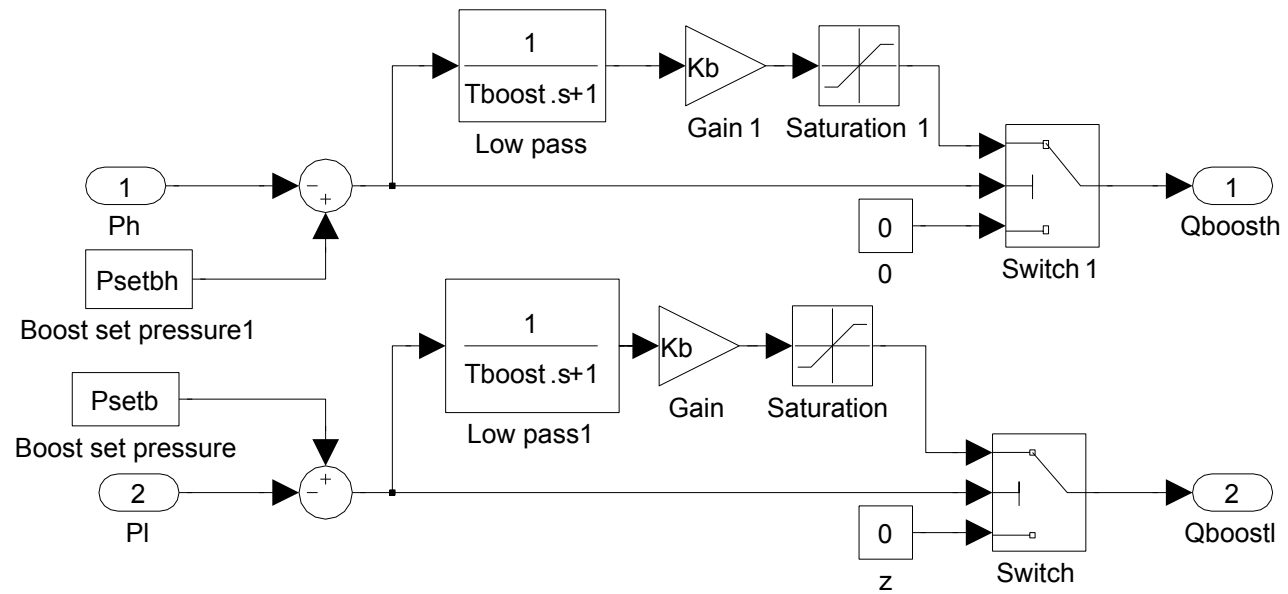 1
Tboost .s+1
Low pass
Kb
Gain 1
Saturation 1
1
Ph
-
+
Psetbh
Boost set pressure1
0
0
Switch 1
1
Qboosth
1
Tboost .s+1
Low pass1
Kb
Gain
Saturation
Psetb
Boost set pressure
+
-
2
Pl
0
z
Switch
2
Qboostl